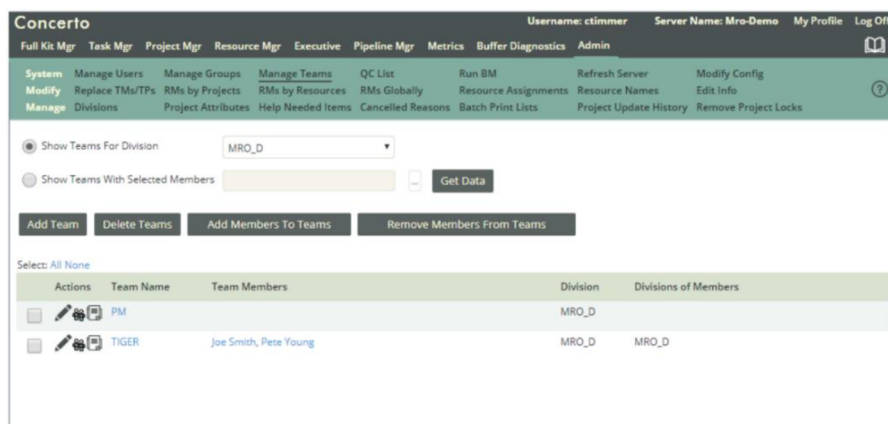 Concerto Username: ctimmer Server Name: Mro-Demo My Profile Log Off
Full Kit Mgr Task Mgr Project Mgr Resource Mgr Executive Pipeline Mgr Metrics Buffer Diagnostics Admin
System Manage Users Manage Groups Manage Teams QC List Run BM Refresh Server Modify Config
Modify Replace TMs/TPs RMs by Projects RMs by Resources RMs Globally Resource Assignments Resource Names Edit Info
Manage Divisions Project Attributes Help Needed Items Cancelled Reasons Batch Print Lists Project Update History Remove Project Locks
Show Teams For Division MRO_D
Show Teams With Selected Members ... Get Data
Add Team Delete Teams Add Members To Teams Remove Members From Teams
Select: All None
Actions Team Name Team Members Division Divisions of Members
PM MRO_D
TIGER Joe Smith, Pete Young MRO_D MRO_D